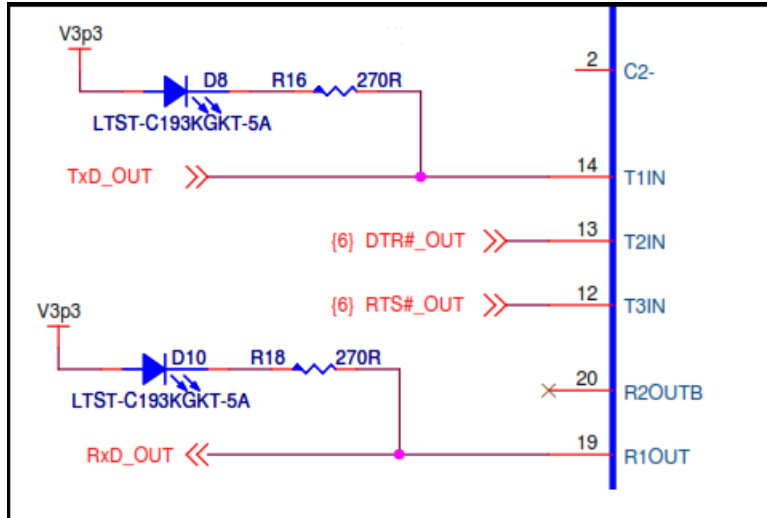 V3p3
2 C2-
D8 R16 270R
LTST-C193KGKT-5A
TxD_OUT 14 T1IN
{6} DTR#_OUT 13 T2IN
{6} RTS#_OUT 12 T3IN
V3p3
D10 R18 270R
20 R2OUTB
LTST-C193KGKT-5A
RxD_OUT 19 R1OUT